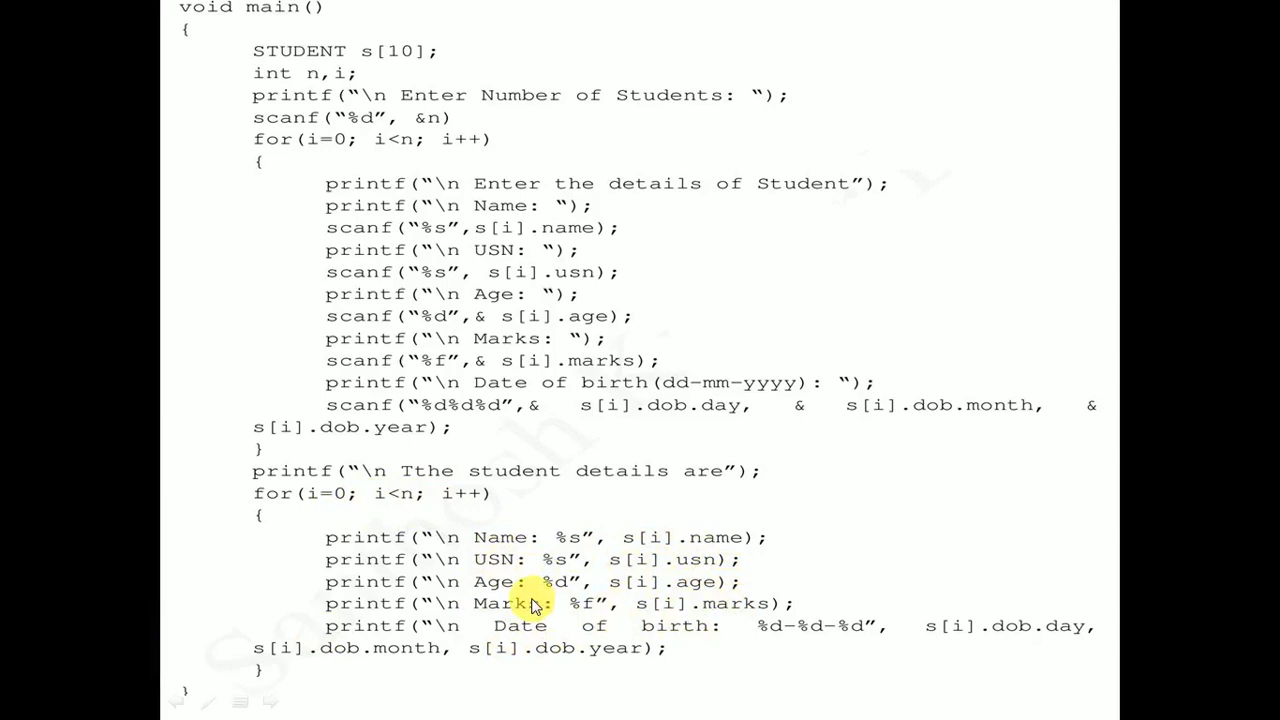 void main()
{
STUDENT s[10];
int n,i;
printf(“\n Enter Number of Students: “);
scanf(“%d”, &n)
for(i=0; i<n; i++)
{
printf(“\n Enter the details of Student”);
printf(“\n Name: “);
scanf(“%s”,s[i].name);
printf(“\n USN: “);
scanf(“%s”, s[i].usn);
printf(“\n Age: “);
scanf(“%d”,& s[i].age);
printf(“\n Marks: “);
scanf(“%f”,& s[i].marks);
printf(“\n Date of birth(dd-mm-yyyy): “);
scanf(“%d%d%d”,& s[i].dob.day, & s[i].dob.month, &
s[i].dob.year);
}
printf(“\n Tthe student details are”);
for(i=0; i<n; i++)
{
printf(“\n Name: %s”, s[i].name);
printf(“\n USN: %s”, s[i].usn);
printf(“\n Age: %d”, s[i].age);
printf(“\n Marks: %f”, s[i].marks);
printf(“\n Date of birth: %d-%d-%d”, s[i].dob.day,
s[i].dob.month, s[i].dob.year);
}
}